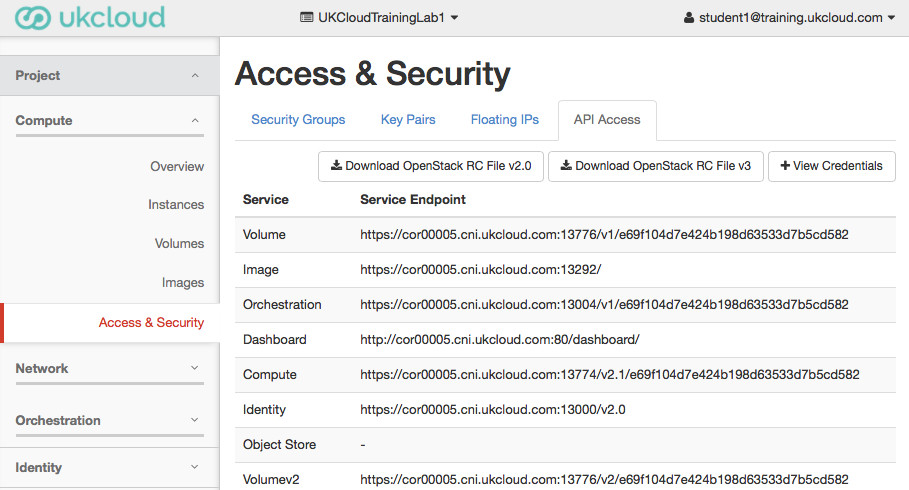 ukcloud
UKCloudTrainingLab1
student1@training.ukcloud.com
Project
Compute
Overview
Instances
Volumes
Images
Access & Security
Network
Orchestration
Identity
Access & Security
Security Groups Key Pairs Floating IPs API Access
Download OpenStack RC File v2.0 Download OpenStack RC File v3 + View Credentials
Service Service Endpoint
Volume https://cor00005.cni.ukcloud.com:13776/v1/e69f104d7e424b198d63533d7b5cd582
Image https://cor00005.cni.ukcloud.com:13292/
Orchestration https://cor00005.cni.ukcloud.com:13004/v1/e69f104d7e424b198d63533d7b5cd582
Dashboard http://cor00005.cni.ukcloud.com:80/dashboard/
Compute https://cor00005.cni.ukcloud.com:13774/v2.1/e69f104d7e424b198d63533d7b5cd582
Identity https://cor00005.cni.ukcloud.com:13000/v2.0
Object Store -
Volumev2 https://cor00005.cni.ukcloud.com:13776/v2/e69f104d7e424b198d63533d7b5cd582